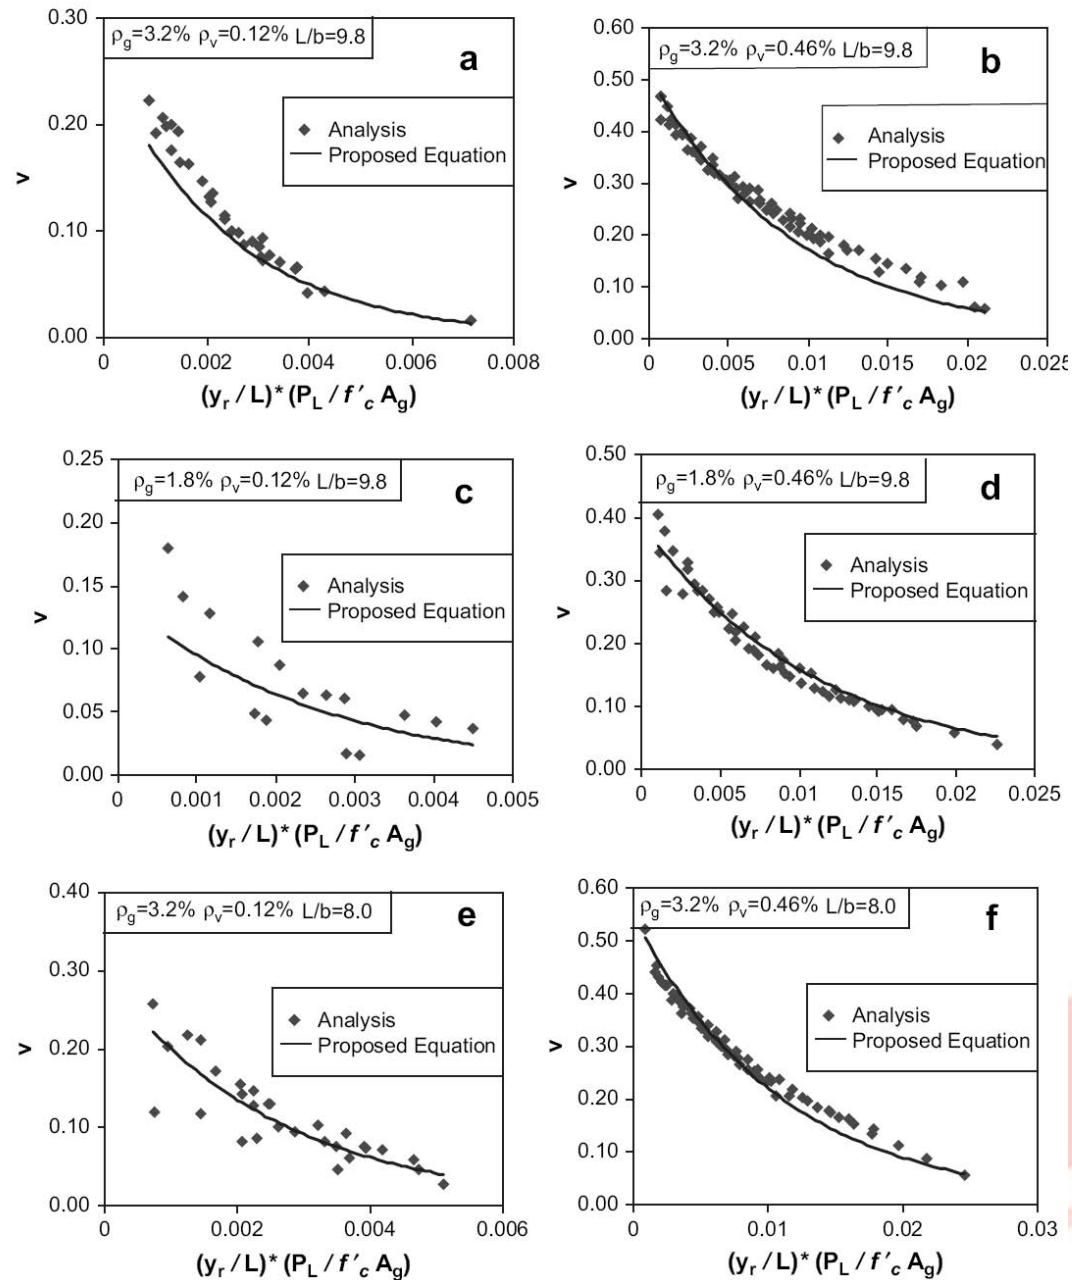 0.30
ρg=3.2% ρv=0.12% L/b=9.8
a
0.20
Analysis
Proposed Equation
v
0.10
0.00
0 0.002 0.004 0.006 0.008
(yr / L)* (PL / f′c Ag)
0.60
ρg=3.2% ρv=0.46% L/b=9.8
b
0.50
0.40
Analysis
Proposed Equation
v
0.30
0.20
0.10
0.00
0 0.005 0.01 0.015 0.02 0.025
(yr / L)* (PL / f′c Ag)
0.25
ρg=1.8% ρv=0.12% L/b=9.8
c
0.20
0.15
Analysis
Proposed Equation
v
0.10
0.05
0.00
0 0.001 0.002 0.003 0.004 0.005
(yr / L)* (PL / f′c Ag)
0.50
ρg=1.8% ρv=0.46% L/b=9.8
d
0.40
Analysis
0.30
Proposed Equation
v
0.20
0.10
0.00
0 0.005 0.01 0.015 0.02 0.025
(yr / L)* (PL / f′c Ag)
0.40
ρg=3.2% ρv=0.12% L/b=8.0
e
0.30
Analysis
Proposed Equation
v
0.20
0.10
0.00
0 0.002 0.004 0.006
(yr / L)* (PL / f′c Ag)
0.60
ρg=3.2% ρv=0.46% L/b=8.0
f
0.50
0.40
Analysis
Proposed Equation
v
0.30
0.20
0.10
0.00
0 0.01 0.02 0.03
(yr / L)* (PL / f′c Ag)